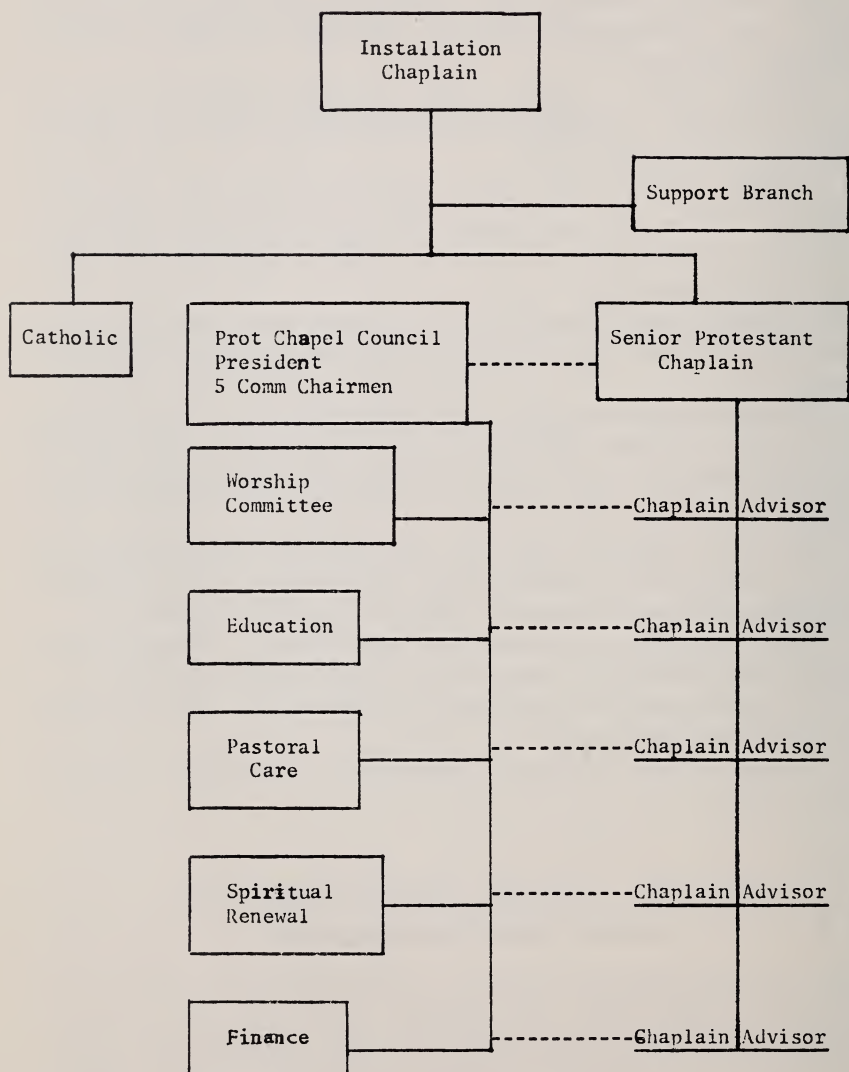 Installation
Chaplain
Support Branch
Catholic
Prot Chapel Council
President
5 Comm Chairmen
Senior Protestant
Chaplain
Worship
Committee
Chaplain Advisor
Education
Chaplain Advisor
Pastoral
Care
Chaplain Advisor
Spiritual
Renewal
Chaplain Advisor
Finance
Chaplain Advisor